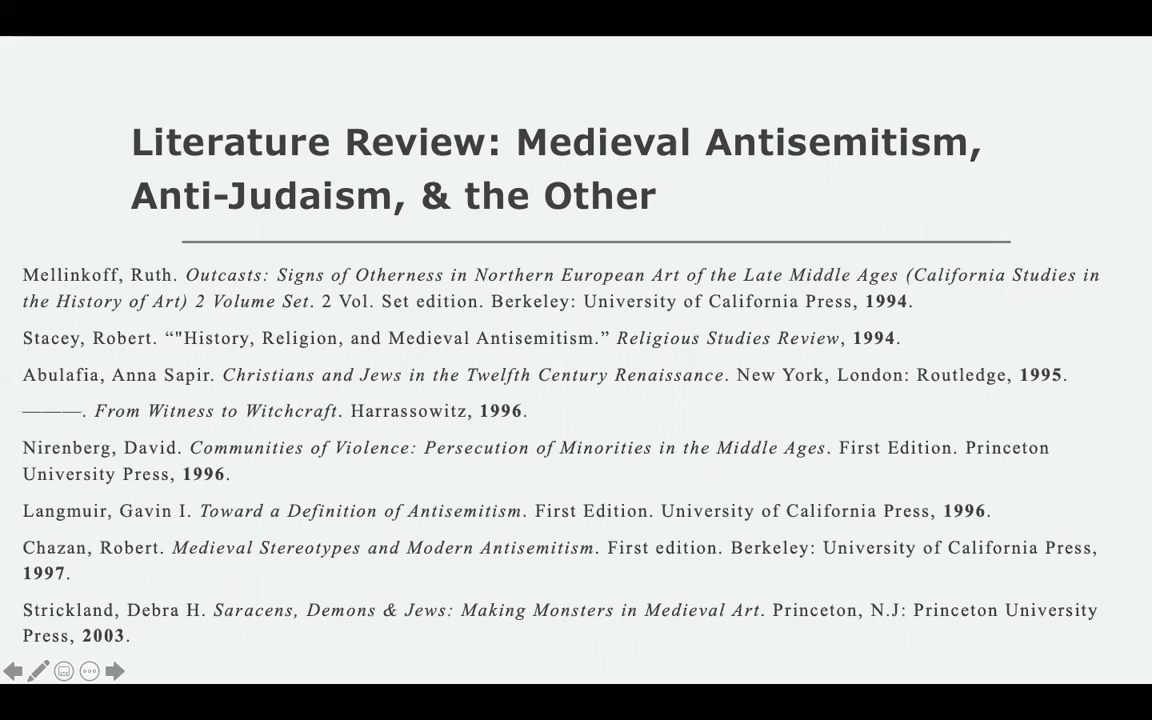 Literature Review: Medieval Antisemitism,
Anti-Judaism, & the Other
Mellinkoff, Ruth. Outcasts: Signs of Otherness in Northern European Art of the Late Middle Ages (California Studies in
the History of Art) 2 Volume Set. 2 Vol. Set edition. Berkeley: University of California Press, 1994.
Stacey, Robert. “"History, Religion, and Medieval Antisemitism.” Religious Studies Review, 1994.
Abulafia, Anna Sapir. Christians and Jews in the Twelfth Century Renaissance. New York, London: Routledge, 1995.
———. From Witness to Witchcraft. Harrassowitz, 1996.
Nirenberg, David. Communities of Violence: Persecution of Minorities in the Middle Ages. First Edition. Princeton
University Press, 1996.
Langmuir, Gavin I. Toward a Definition of Antisemitism. First Edition. University of California Press, 1996.
Chazan, Robert. Medieval Stereotypes and Modern Antisemitism. First edition. Berkeley: University of California Press,
1997.
Strickland, Debra H. Saracens, Demons & Jews: Making Monsters in Medieval Art. Princeton, N.J: Princeton University
Press, 2003.